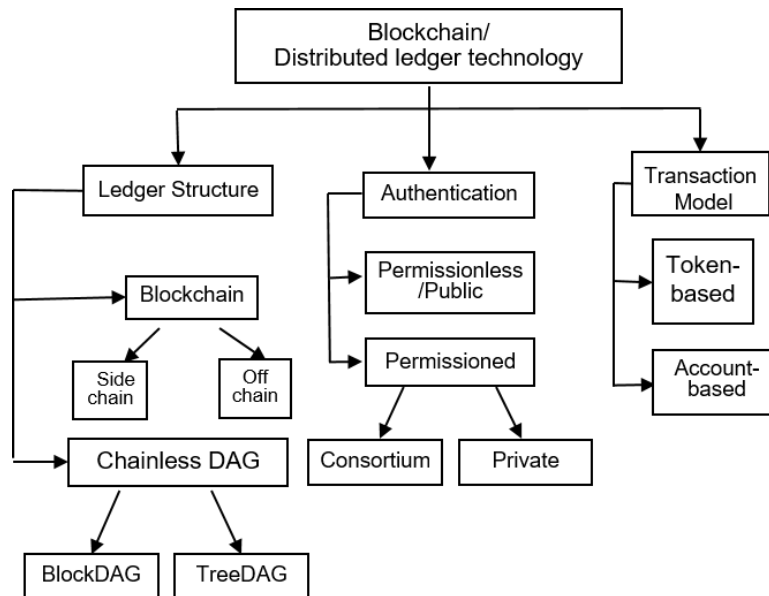 Blockchain/
Distributed ledger technology
Ledger Structure
Authentication
Transaction
Model
Permissionless
/Public
Token-
based
Blockchain
Permissioned
Account-
based
Side
chain
Off
chain
Chainless DAG
Consortium
Private
BlockDAG
TreeDAG